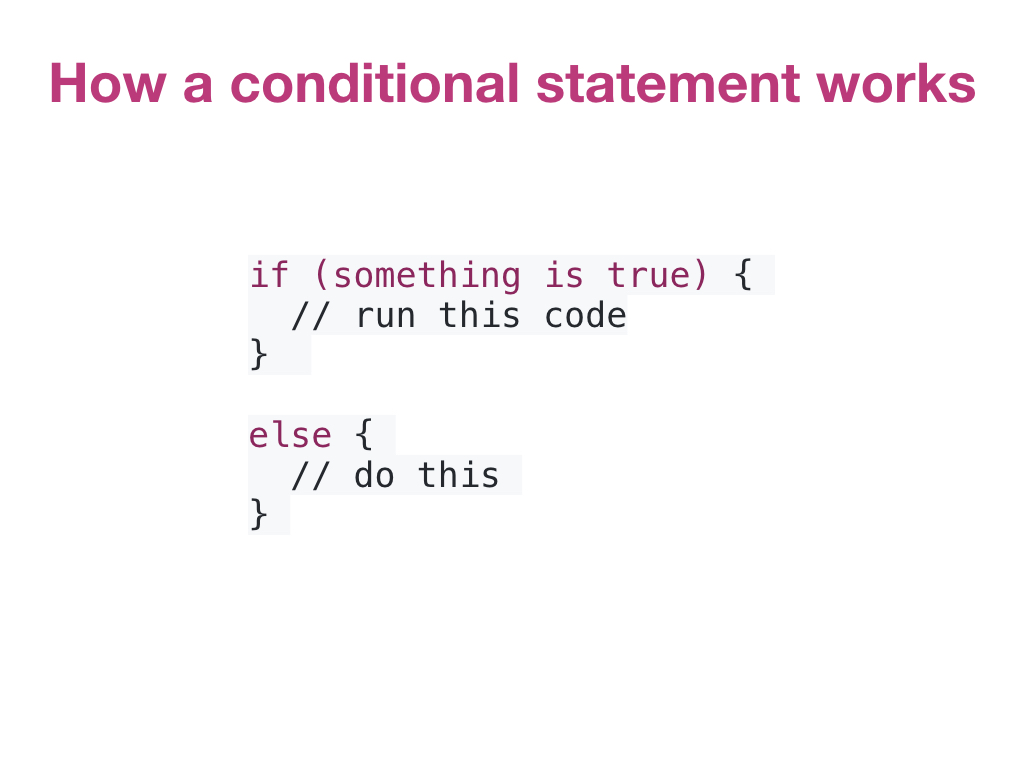 How a conditional statement works
if (something is true) {
  // run this code
}
else {
  // do this
}